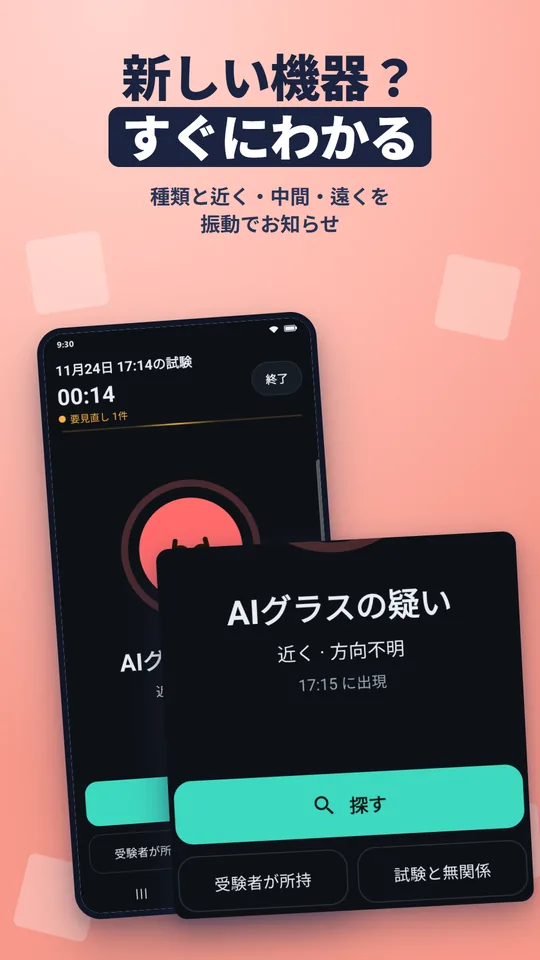 新しい機器？
すぐにわかる
種類と近く・中間・遠くを
振動でお知らせ
9:30
11月24日 17:14の試験
00:14
終了
要見直し 1件
AIグ
近
受験者が所
AIグラスの疑い
近く · 方向不明
17:15 に出現
探す
受験者が所持
試験と無関係